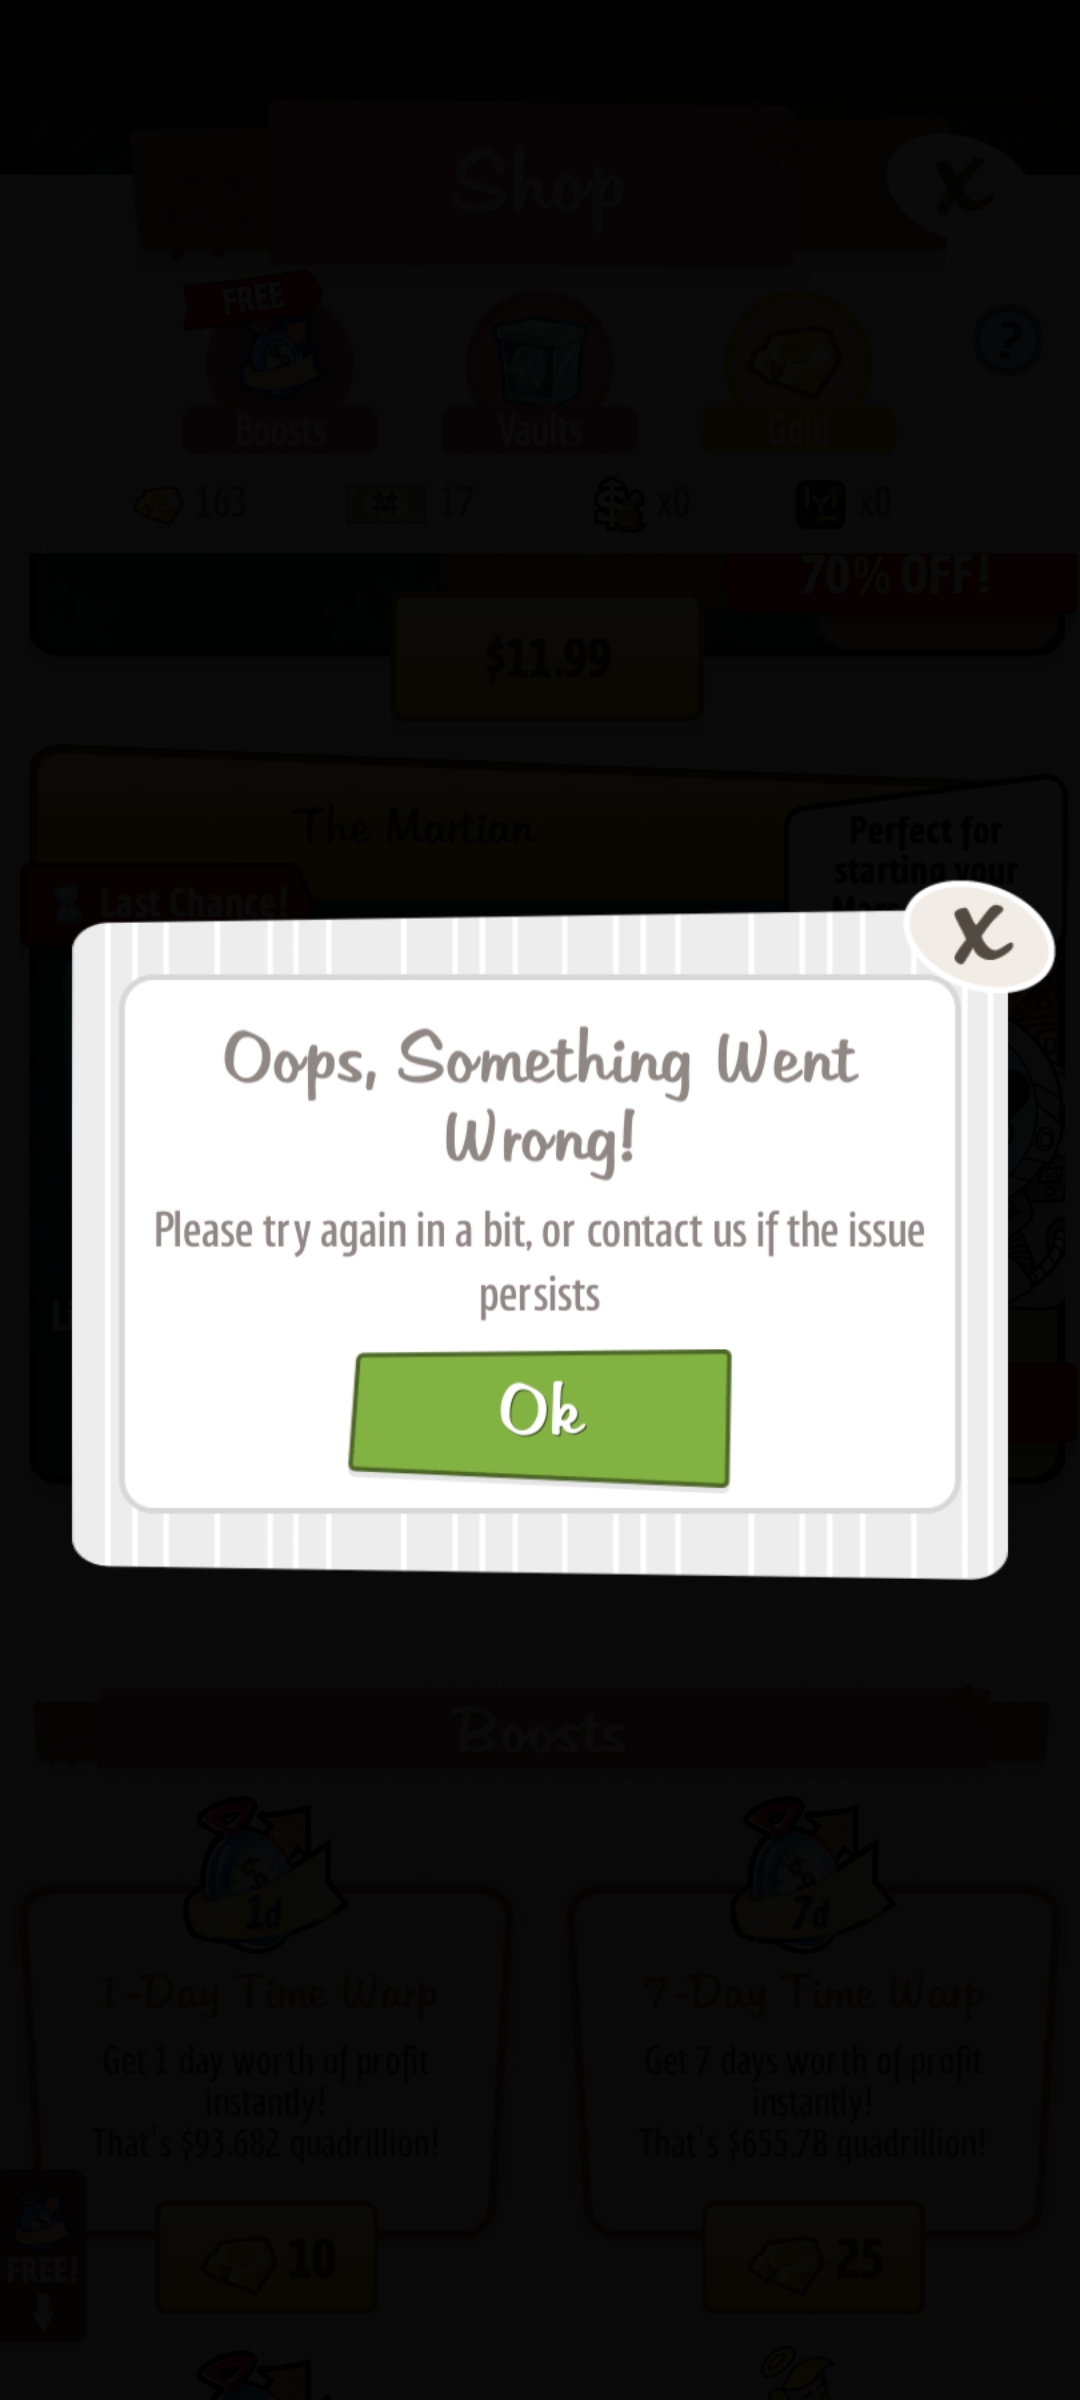 Shop
X
FREE
?
Boosts
Vaults
Gold
163
17
x0
x0
70% OFF!
$11.99
The Martian
Perfect for
starting your
Last Chance!
X
Oops, Something Went
Wrong!
Please try again in a bit, or contact us if the issue
persists
Ok
Boosts
1d
7d
1-Day Time Warp
7-Day Time Warp
Get 1 day worth of profit
instantly!
That's $93.682 quadrillion!
Get 7 days worth of profit
instantly!
That's $655.78 quadrillion!
FREE!
10
25